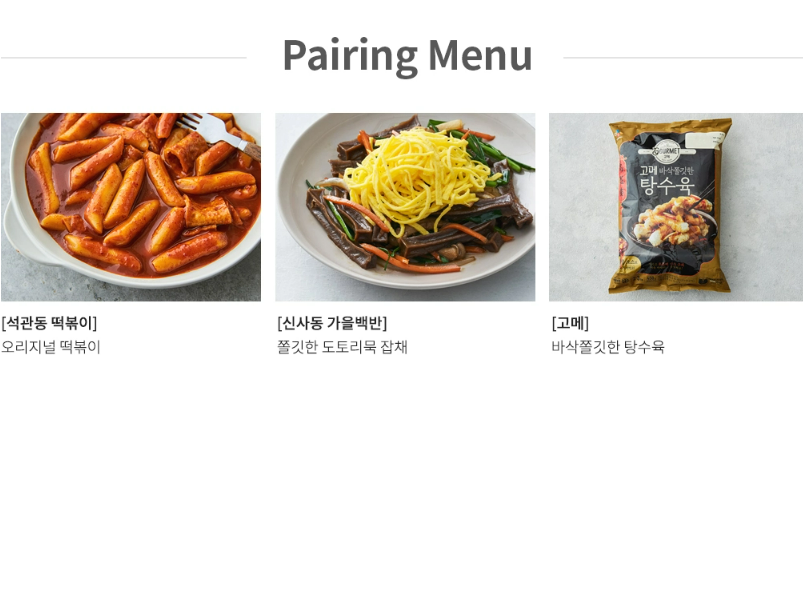 Pairing Menu
GOURMET
고메 바삭쫄깃한
탕수육
[석관동 떡볶이]
오리지널 떡볶이
[신사동 가을백반]
쫄깃한 도토리묵 잡채
[고메]
바삭쫄깃한 탕수육